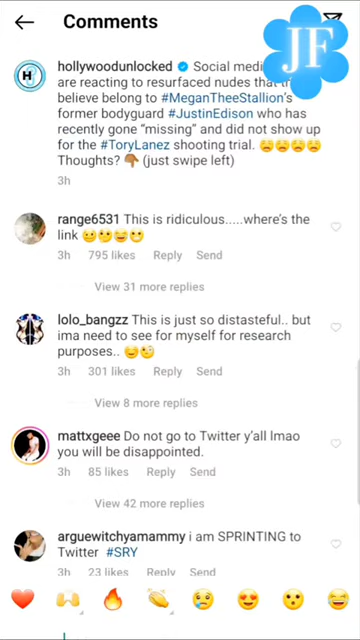 Comments
JF
hollywoodunlocked Social medi
are reacting to resurfaced nudes that
believe belong to #MeganTheeStallion's
former bodyguard #JustinEdison who has
recently gone "missing" and did not show up
for the #ToryLanez shooting trial. 😩😩😩😩
Thoughts? 👇🏾 (just swipe left)
3h
range6531 This is ridiculous.....where's the
link
3h 795 likes Reply Send
View 31 more replies
lolo_bangzz This is just so distasteful.. but
ima need to see for myself for research
purposes..
3h 301 likes Reply Send
View 8 more replies
mattxgeee Do not go to Twitter y'all lmao
you will be disappointed.
3h 85 likes Reply Send
View 42 more replies
arguewitchyamammy i am SPRINTING to
Twitter #SRY
3h 23 likes Reply Send